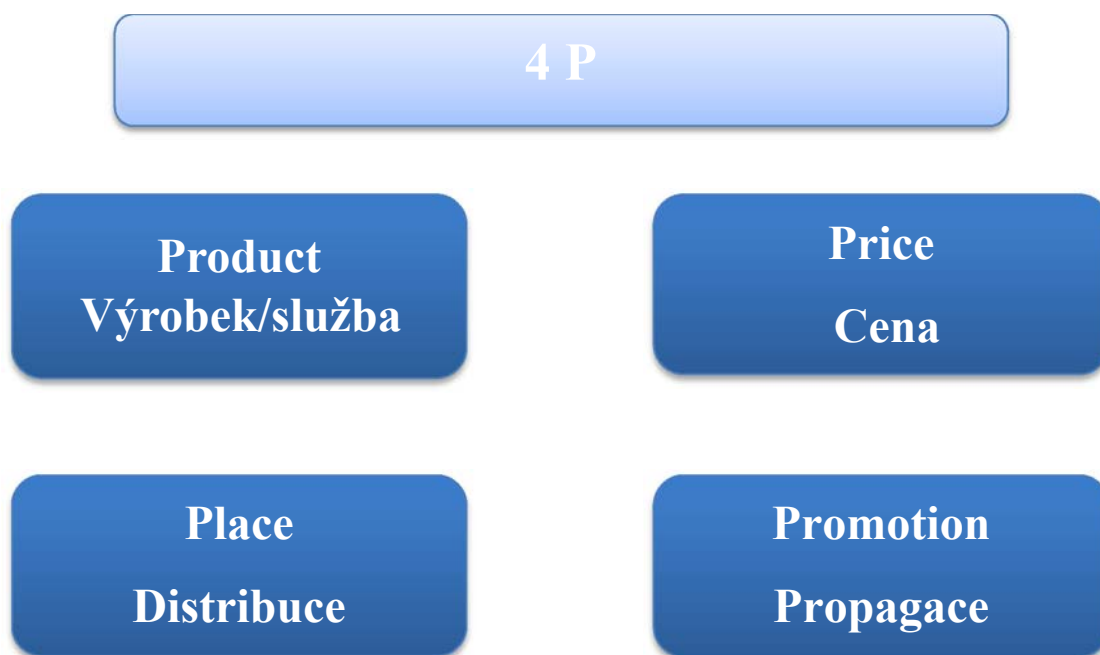 4 P
Product
Výrobek/služba
Price
Cena
Place
Distribuce
Promotion
Propagace